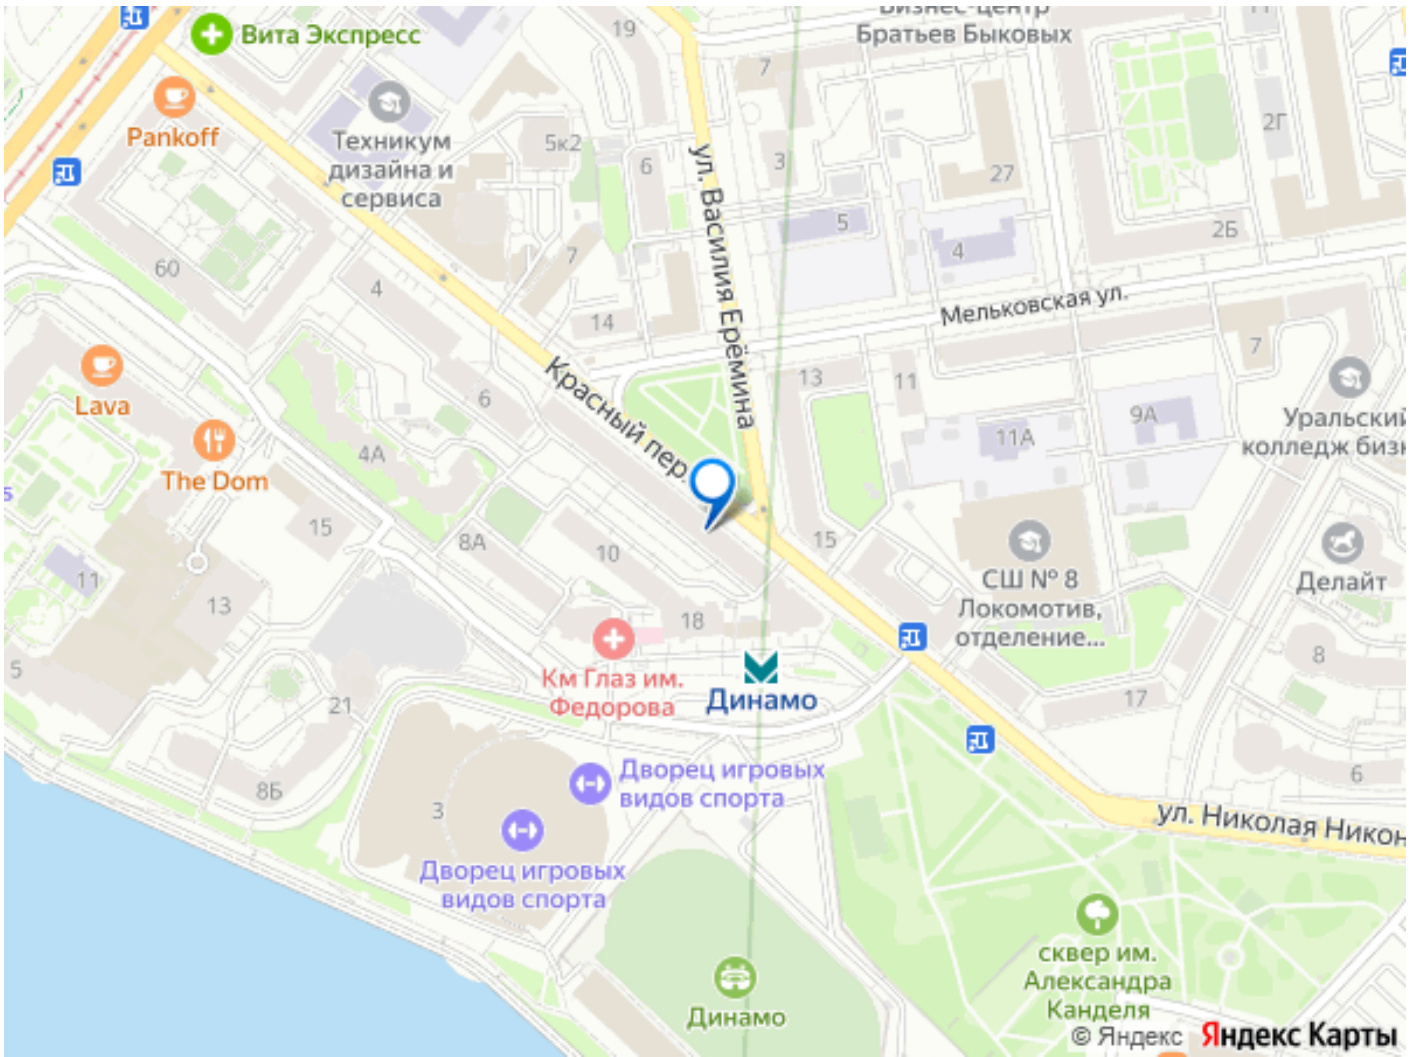 Бизнес-центр
Братьев Быковых
Вита Экспресс
19
7
Pankoff
Техникум
дизайна и
сервиса
5к2
6
3
27
2Г
11
ул. Василия Ерёмина
5
4
2Б
60
7
4
14
Мельковская ул.
7
Lava
Красный пер.
13
11
6
9А
11А
Уральский
колледж бизн
The Dom
4А
15
8А
10
15
СШ № 8
Локомотив,
отделение...
Делайт
11
13
18
8
5
Км Глаз им.
Федорова
Динамо
21
17
8Б
3
Дворец игровых
видов спорта
6
ул. Николая Никон
Дворец игровых
видов спорта
сквер им.
Александра
Канделя
Динамо
© Яндекс Яндекс Карты